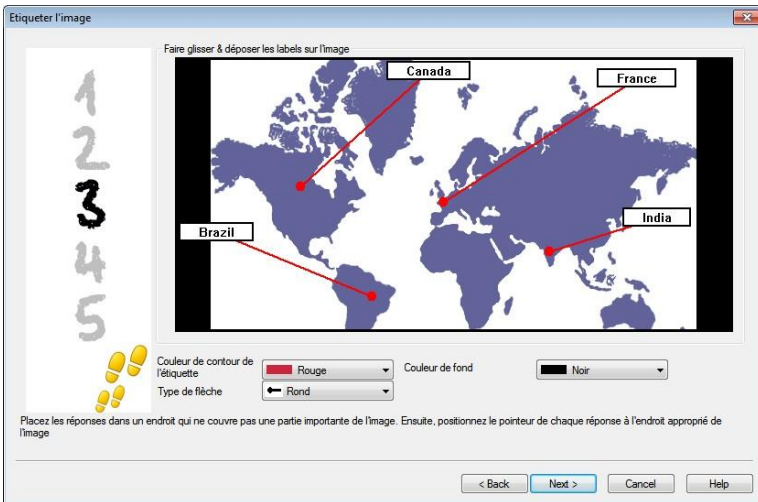 Etiqueter l'image
Faire glisser & déposer les labels sur l'image
Canada
France
India
Brazil
1
2
3
4
5
Couleur de contour de
l'étiquette
Rouge
Couleur de fond
Noir
Type de flèche
Rond
Placez les réponses dans un endroit qui ne couvre pas une partie importante de l'image. Ensuite, positionnez le pointeur de chaque réponse à l'endroit approprié de
l'image
< Back
Next >
Cancel
Help